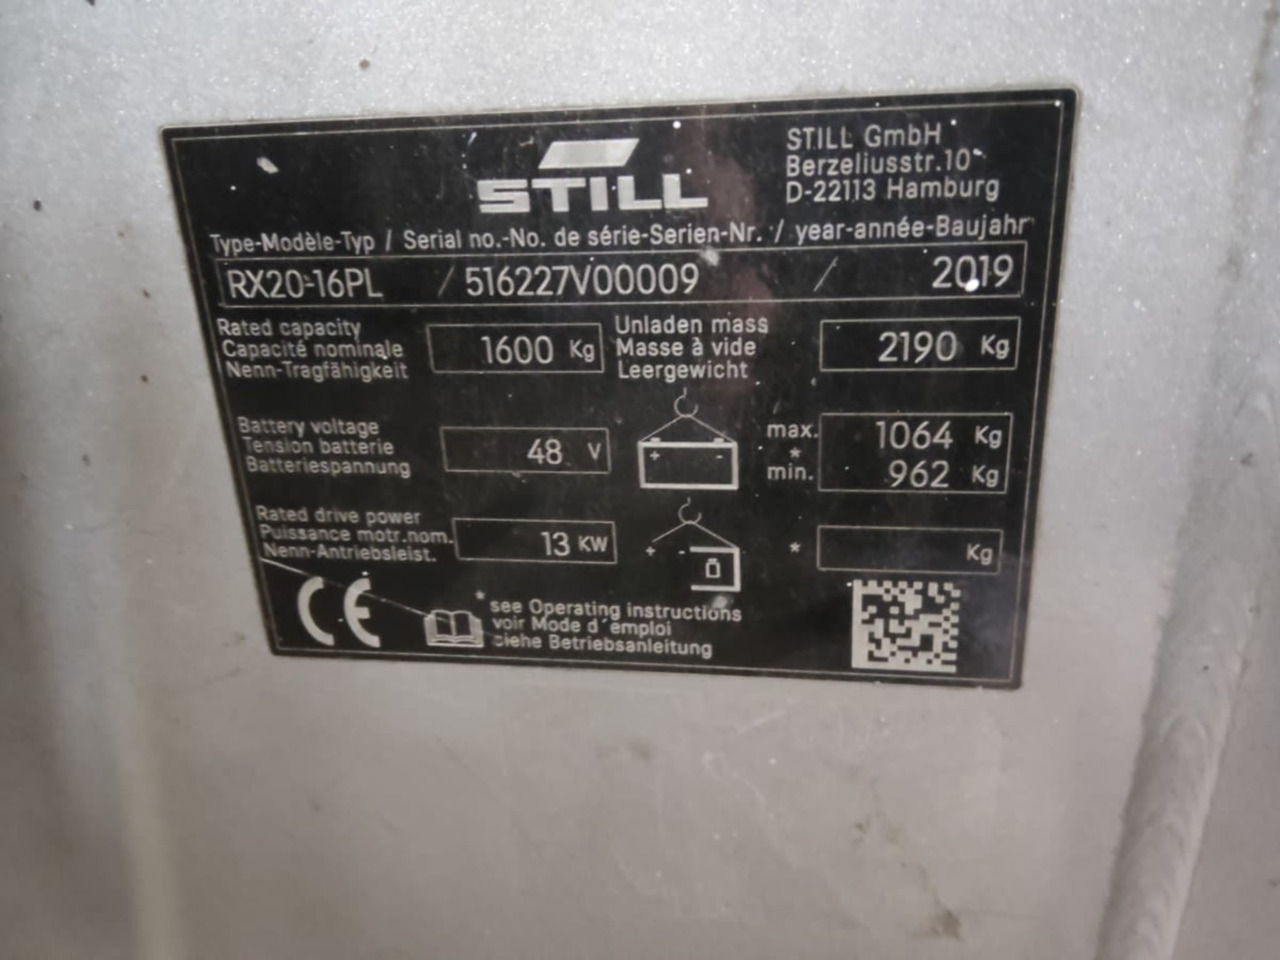 STILL
STILL GmbH
Berzeliusstr.10
D-22113 Hamburg
Type-Modèle-Typ / Serial no.-No. de série-Serien-Nr. / year-année-Baujahr
RX20-16PL / 516227V00009 / 2019
Rated capacity
Capacité nominale
Nenn-Tragfähigkeit
1600 Kg
Unladen mass
Masse à vide
Leergewicht
2190 Kg
Battery voltage
Tension batterie
Batteriespannung
48 V
+ -
max. 1064 Kg
*
min. 962 Kg
Rated drive power
Puissance motr.nom.
Nenn-Antriebsleist.
13 KW
+ -
* Kg
CE
* see Operating instructions
voir Mode d'emploi
siehe Betriebsanleitung